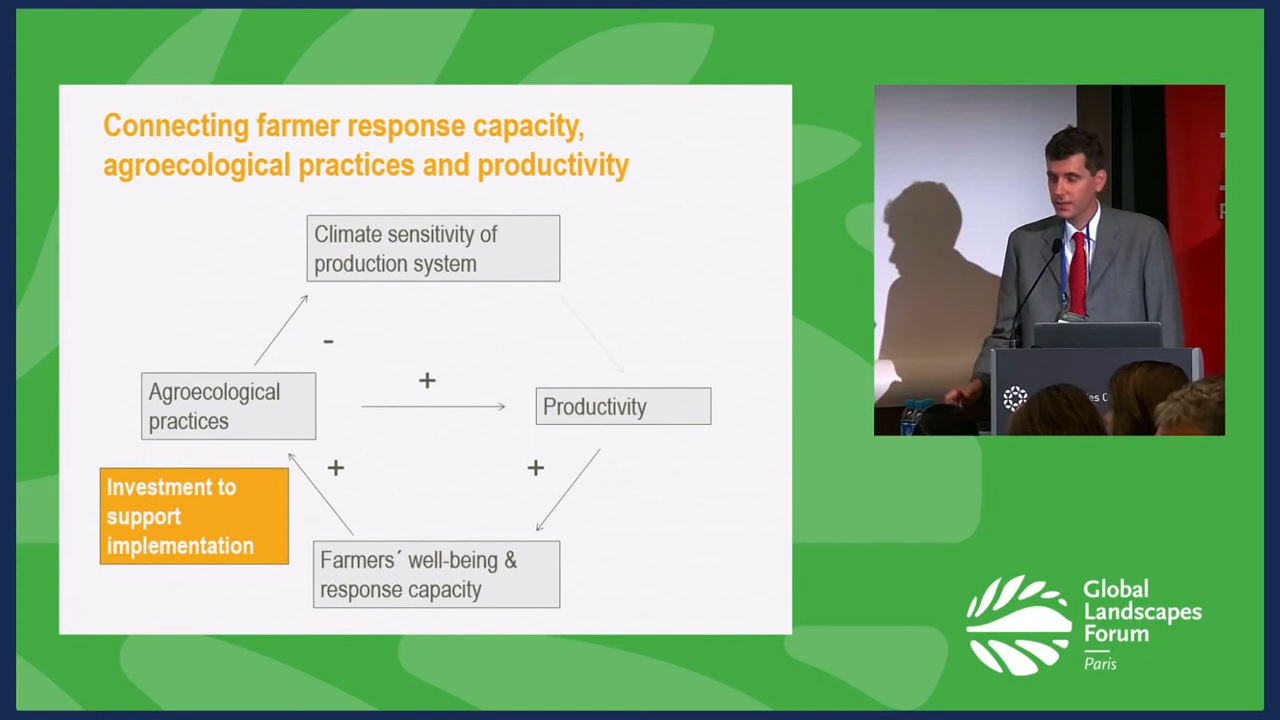 Connecting farmer response capacity,
agroecological practices and productivity
Climate sensitivity of
production system
-
+
Agroecological
practices
Productivity
+
+
Investment to
support
implementation
Farmers´ well-being &
response capacity
Global
Landscapes
Forum
Paris